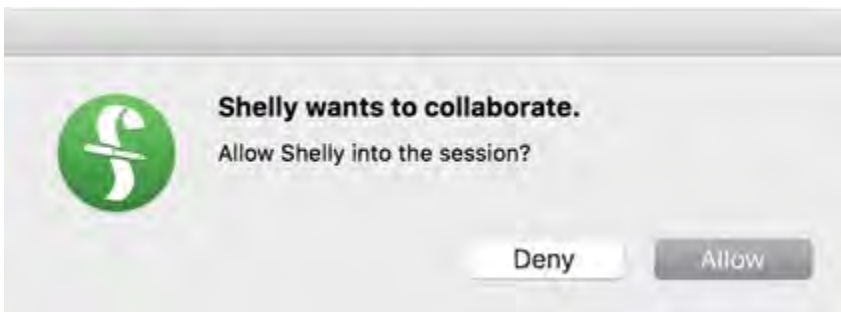 Shelly wants to collaborate.
Allow Shelly into the session?
Deny Allow